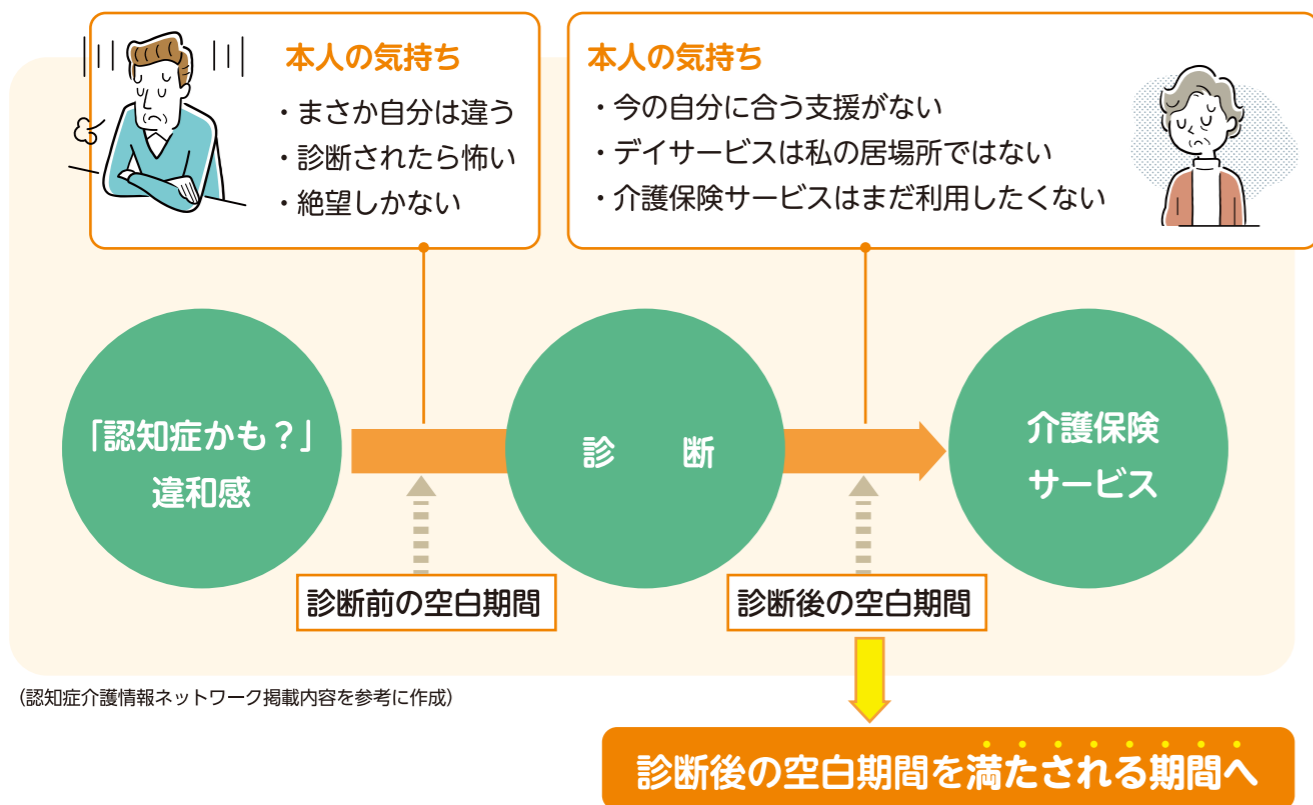 本人の気持ち
・まさか自分は違う
・診断されたら怖い
・絶望しかない
本人の気持ち
・今の自分に合う支援がない
・デイサービスは私の居場所ではない
・介護保険サービスはまだ利用したくない
「認知症かも？」
違和感
診　　断
介護保険
サービス
診断前の空白期間
診断後の空白期間
（認知症介護情報ネットワーク掲載内容を参考に作成）
診断後の空白期間を満たされる期間へ